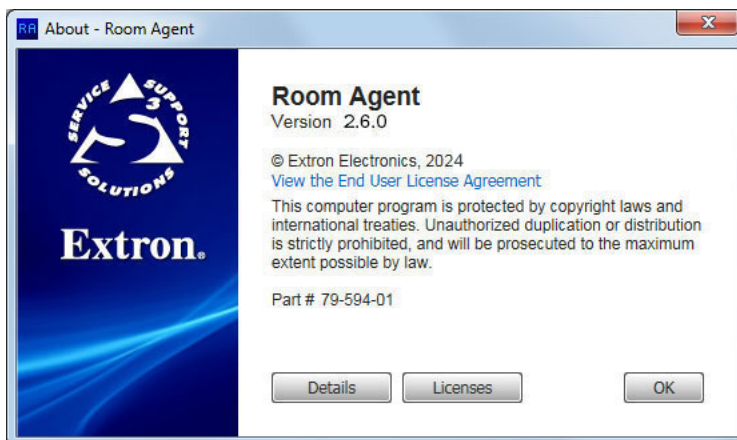 RA About - Room Agent
SERVICE SUPPORT SOLUTIONS
3
S
Extron®
Room Agent
Version 2.6.0
© Extron Electronics, 2024
View the End User License Agreement
This computer program is protected by copyright laws and
international treaties. Unauthorized duplication or distribution
is strictly prohibited, and will be prosecuted to the maximum
extent possible by law.
Part # 79-594-01
Details Licenses OK